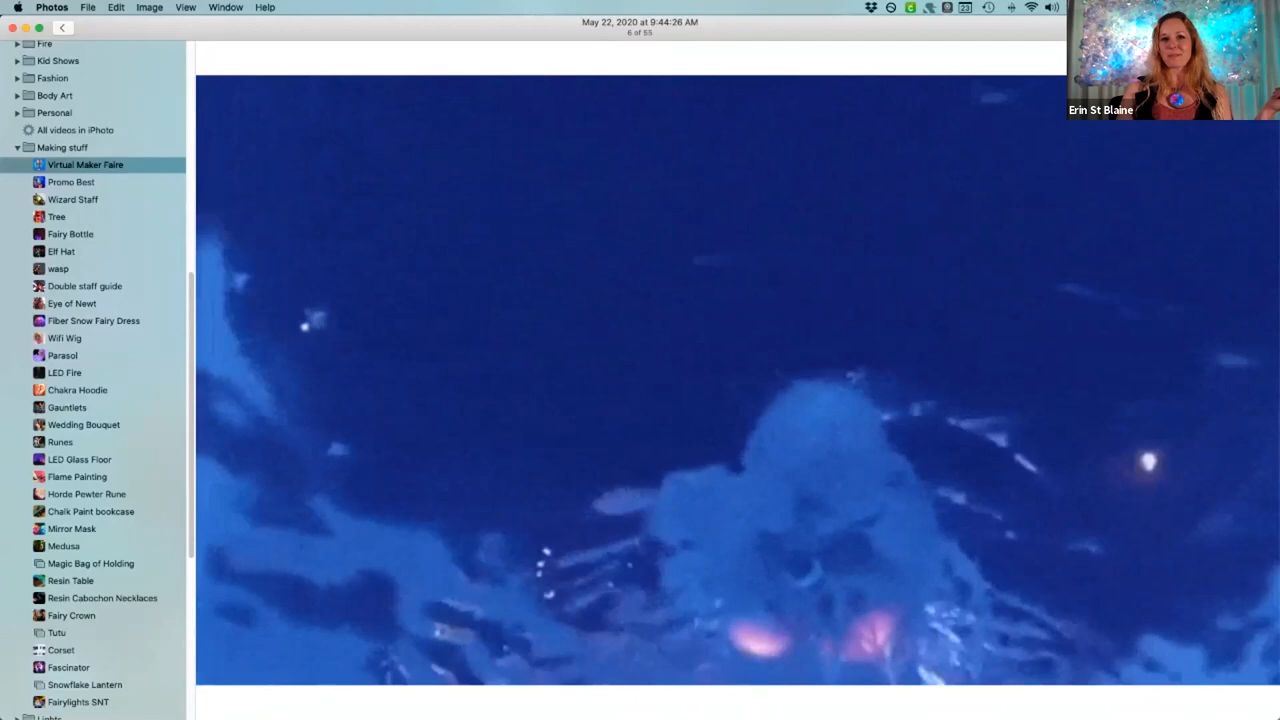 Photos File Edit Image View Window Help
23
May 22, 2020 at 9:44:26 AM
6 of 55
Fire
Kid Shows
Fashion
Body Art
Personal
All videos in iPhoto
Making stuff
Virtual Maker Faire
Promo Best
Wizard Staff
Tree
Fairy Bottle
Elf Hat
wasp
Double staff guide
Eye of Newt
Fiber Snow Fairy Dress
Wifi Wig
Parasol
LED Fire
Chakra Hoodie
Gauntlets
Wedding Bouquet
Runes
LED Glass Floor
Flame Painting
Horde Pewter Rune
Chalk Paint bookcase
Mirror Mask
Medusa
Magic Bag of Holding
Resin Table
Resin Cabochon Necklaces
Fairy Crown
Tutu
Corset
Fascinator
Snowflake Lantern
Fairylights SNT
Lights
Erin St Blaine